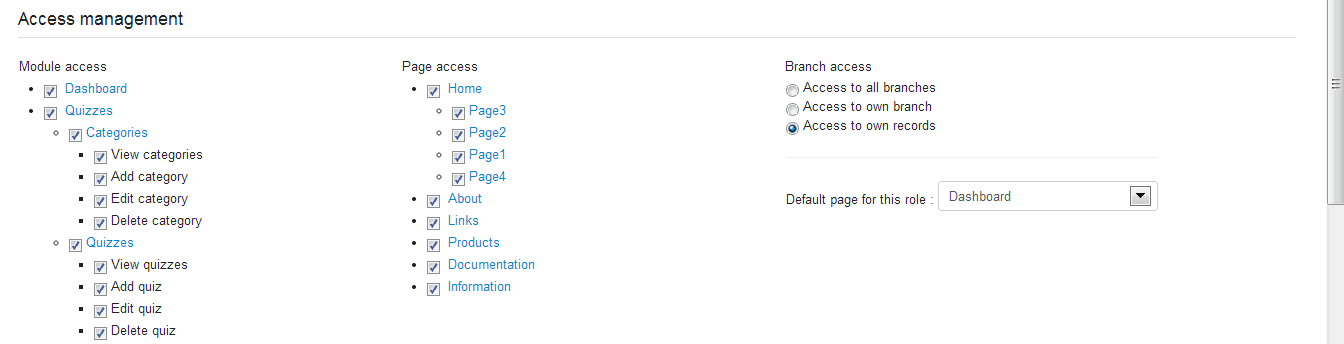 Access management
Module access
Dashboard
Quizzes
Categories
View categories
Add category
Edit category
Delete category
Quizzes
View quizzes
Add quiz
Edit quiz
Delete quiz
Page access
Home
Page3
Page2
Page1
Page4
About
Links
Products
Documentation
Information
Branch access
Access to all branches
Access to own branch
Access to own records
Default page for this role : Dashboard